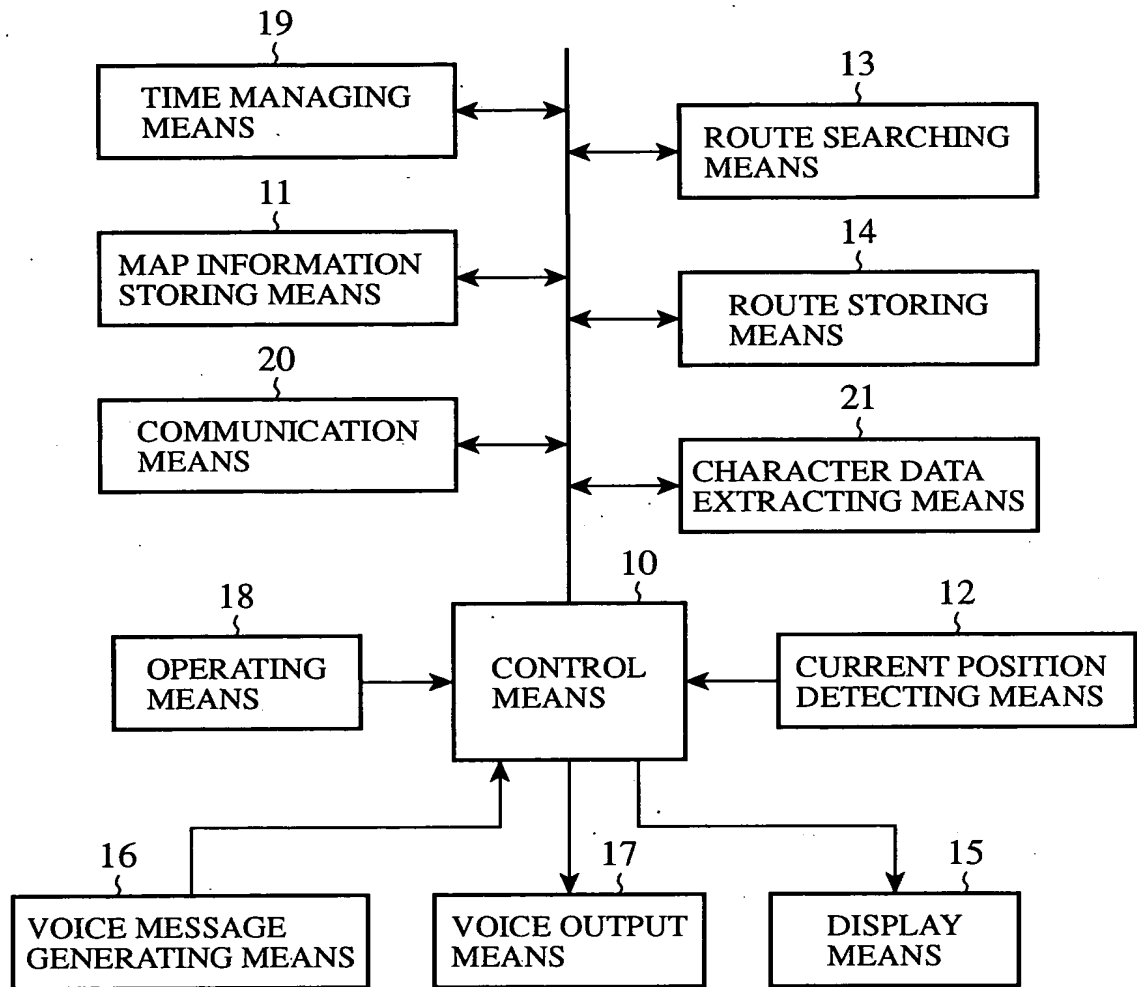 19
TIME MANAGING
MEANS
13
ROUTE SEARCHING
MEANS
11
MAP INFORMATION
STORING MEANS
14
ROUTE STORING
MEANS
20
COMMUNICATION
MEANS
21
CHARACTER DATA
EXTRACTING MEANS
10
CONTROL
MEANS
18
OPERATING
MEANS
12
CURRENT POSITION
DETECTING MEANS
16
VOICE MESSAGE
GENERATING MEANS
17
VOICE OUTPUT
MEANS
15
DISPLAY
MEANS